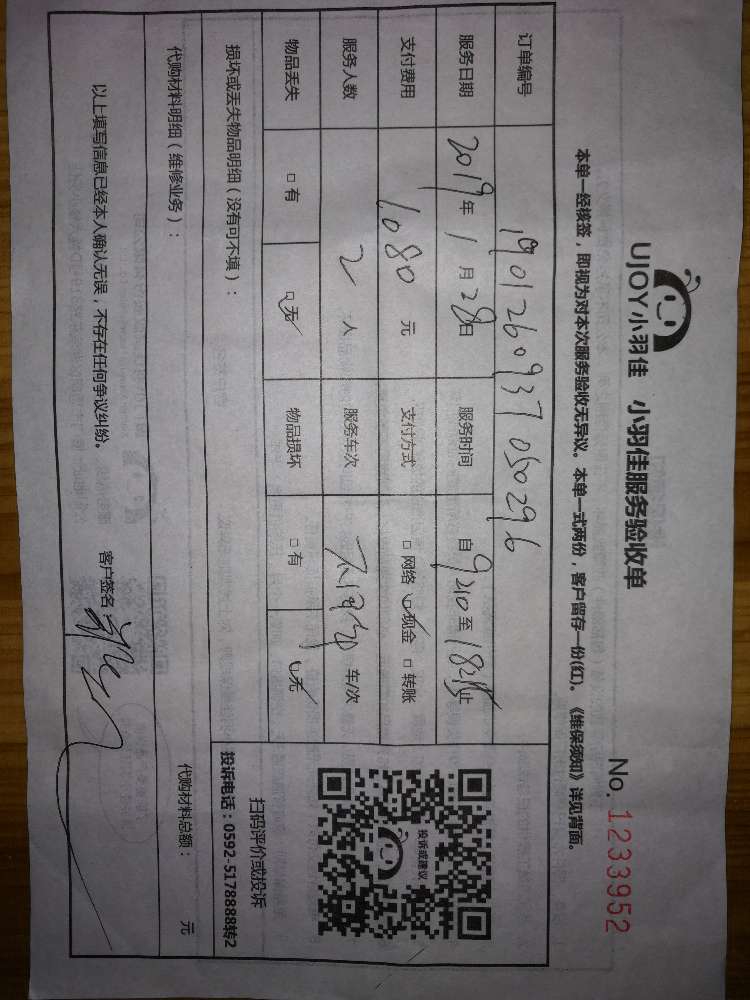 UJOY小羽佳 小羽佳服务验收单
No. 1233952
本单一经核签，即视为对本次服务验收无异议。本单一式两份，客户留存一份(红)。《维保须知》详见背面。
订单编号 190126093705029 6
服务日期 2019年1月28日 服务时间 自9210至 止
支付费用 1080元 支付方式 □网络 ☑现金 □转账
服务人数 2人 服务车次 车/次
物品丢失 □有 ☑无 物品损坏 □有 ☑无
投诉或建议
扫码评价或投诉
投诉电话：0592-5178888转2
损坏或丢失物品明细（没有可不填）：
代购材料明细（维修业务）： 代购材料总额： 元
以上填写信息已经本人确认无误，不存在任何争议纠纷。 客户签名：